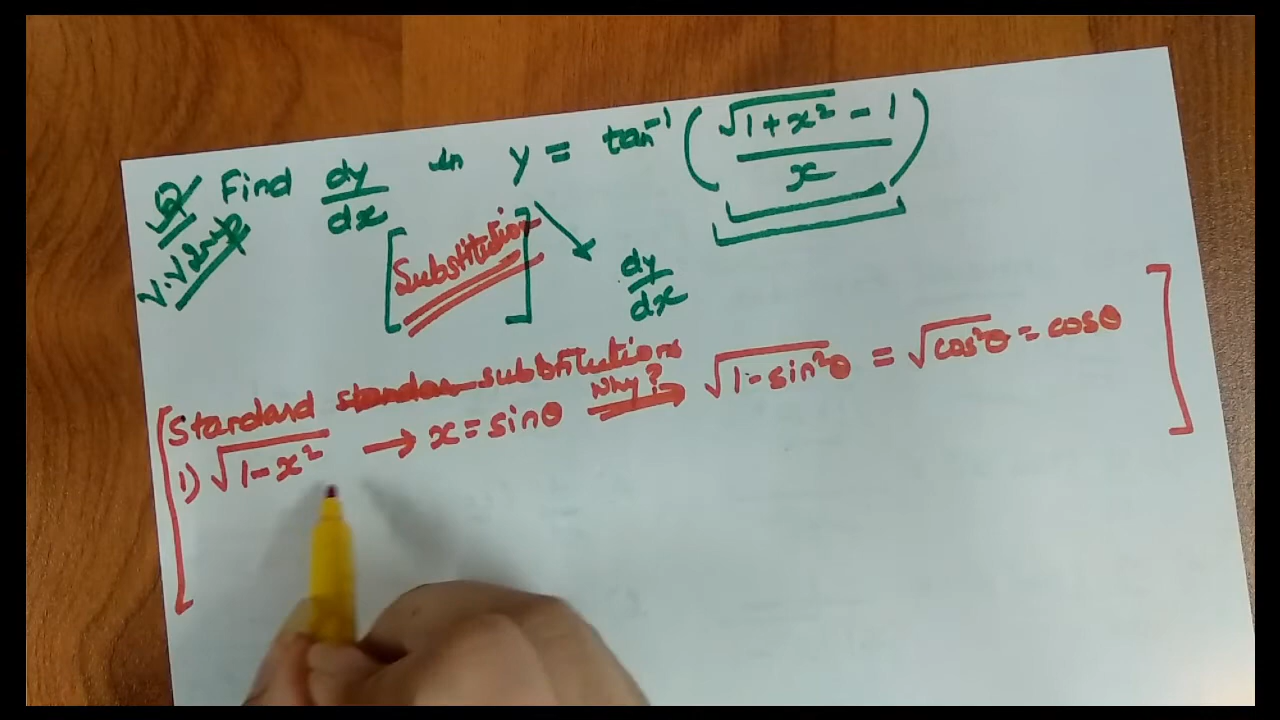 Q Find dy/dx in y = tan⁻¹ ( (√1+x² - 1) / x )
V.V Imp
[Substitution]
dy/dx
Standard standar substitutions
1) √1-x² → x = sinθ Why? → √1-sin²θ = √cos²θ = cosθ